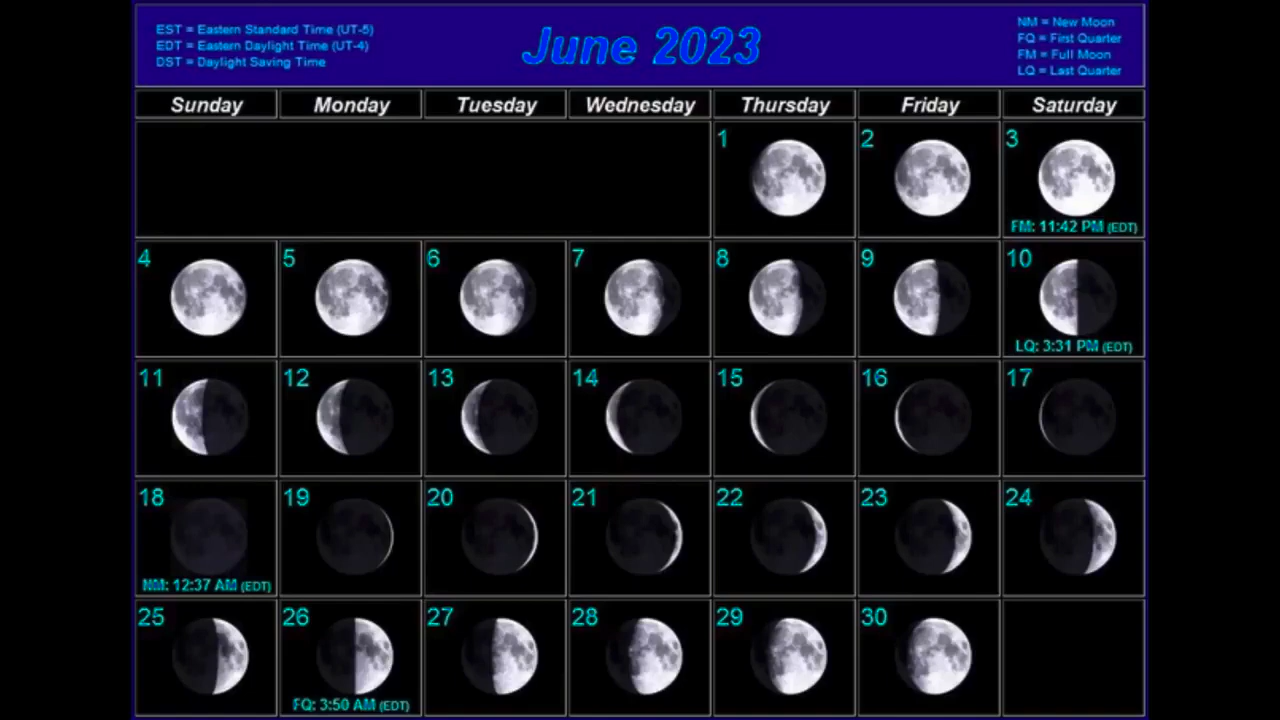 EST = Eastern Standard Time (UT-5)
EDT = Eastern Daylight Time (UT-4)
DST = Daylight Saving Time
June 2023
NM = New Moon
FQ = First Quarter
FM = Full Moon
LQ = Last Quarter
Sunday Monday Tuesday Wednesday Thursday Friday Saturday
1 2 3
FM: 11:42 PM (EDT)
4 5 6 7 8 9 10
LQ: 3:31 PM (EDT)
11 12 13 14 15 16 17
18 19 20 21 22 23 24
NM: 12:37 AM (EDT)
25 26 27 28 29 30
FQ: 3:50 AM (EDT)